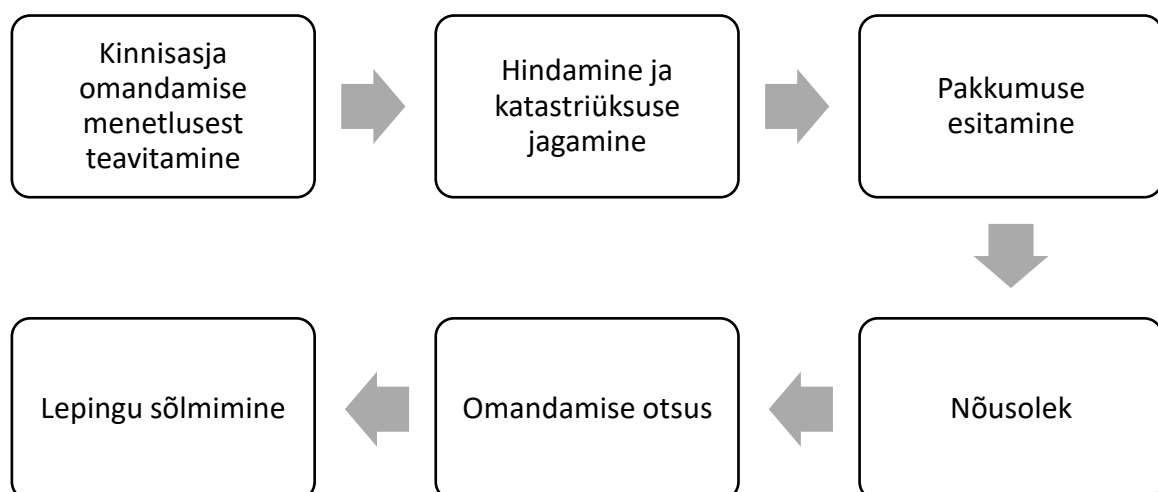 Kinnisasja
omandamise
menetlusest
teavitamine
Hindamine ja
katastriüksuse
jagamine
Pakkumuse
esitamine
Nõusolek
Omandamise otsus
Lepingu sõlmimine